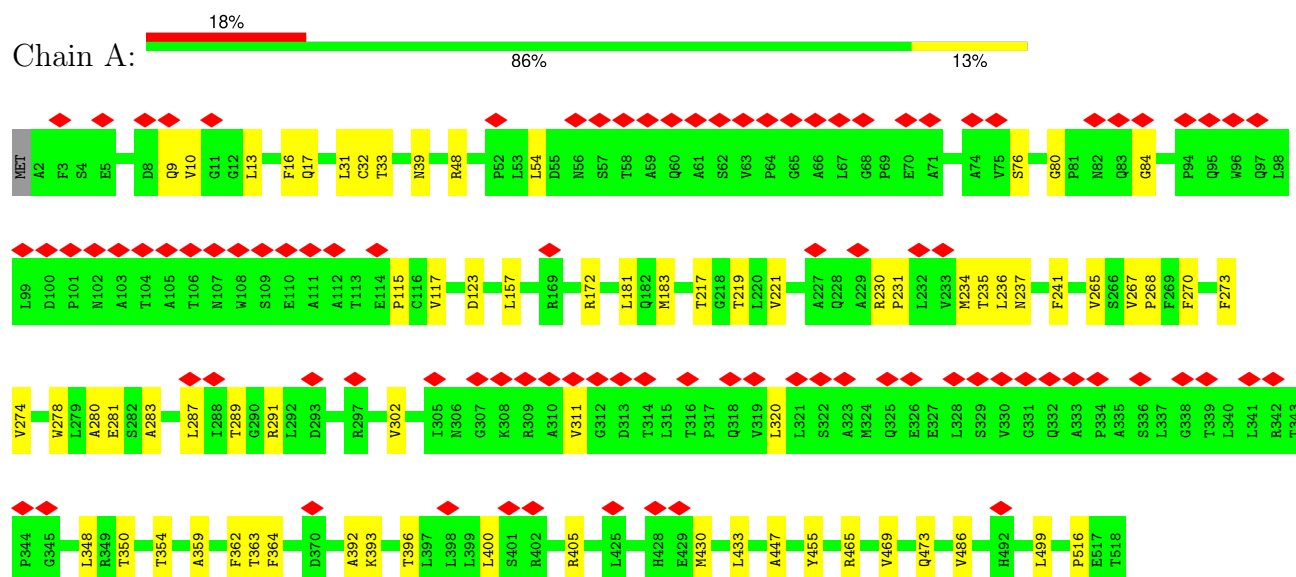 18%
Chain A:
86%
13%
MET A2 F3 S4 E5 D8 Q9 V10 G11 G12 L13 F16 Q17 L31 C32 T33 N39 R48 P52 L53 L54 D55 N56 S57 T58 A59 Q60 A61 S62 V63 P64 G65 A66 L67 G68 P69 E70 A71 A74 V75 S76 G80 P81 N82 Q83 G84 P94 Q95 W96 Q97 L98
L99 D100 P101 N102 A103 T104 A105 T106 N107 W108 S109 E110 A111 A112 T113 E114 P115 C116 V117 D123 L157 R169 R172 L181 Q182 M183 T217 G218 T219 L220 V221 A227 Q228 A229 R230 P231 L232 V233 M234 T235 L236 N237 F241 V265 S266 V267 P268 F269 F270 F273
V274 W278 L279 A280 E281 S282 A283 L287 I288 T289 G290 R291 L292 D293 R297 V302 I305 N306 G307 K308 R309 A310 V311 G312 D313 T314 L315 T316 P317 Q318 V319 L320 L321 S322 A323 M324 Q325 E326 E327 L328 S329 V330 G331 Q332 A333 P334 A335 S336 L337 G338 T339 L340 L341 R342 T343
P344 G345 L348 R349 T350 T354 A359 F362 T363 F364 D370 A392 K393 T396 L397 L398 L399 L400 S401 R402 R405 L425 H428 E429 M430 L433 A447 Y455 R465 V469 Q473 V486 H492 L499 P516 E517 T518